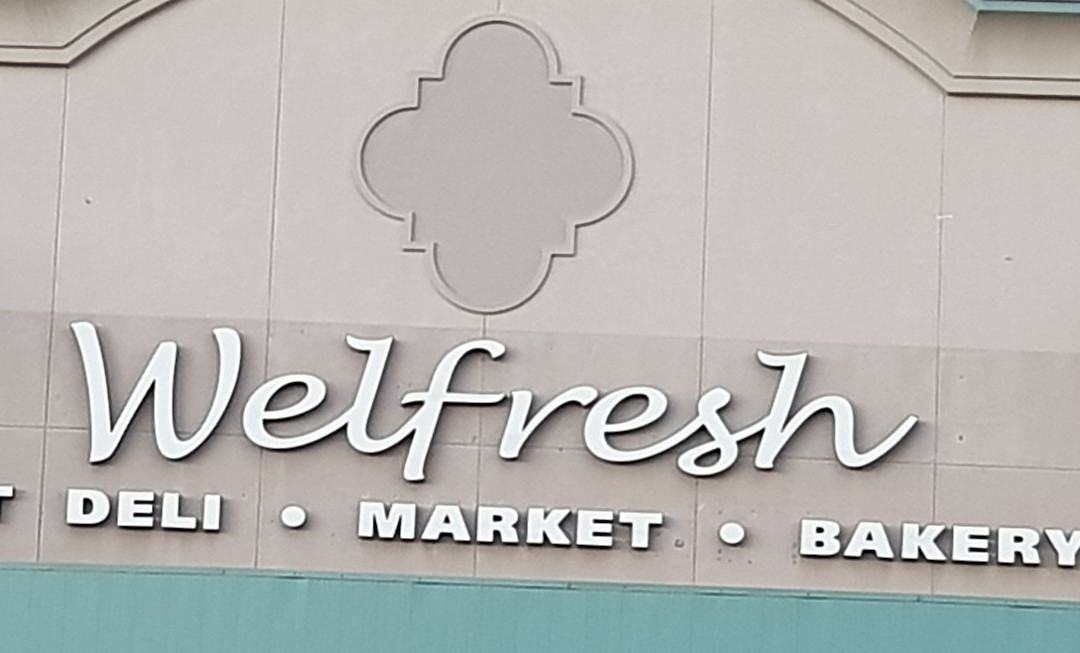 Welfresh
DELI • MARKET • BAKERY